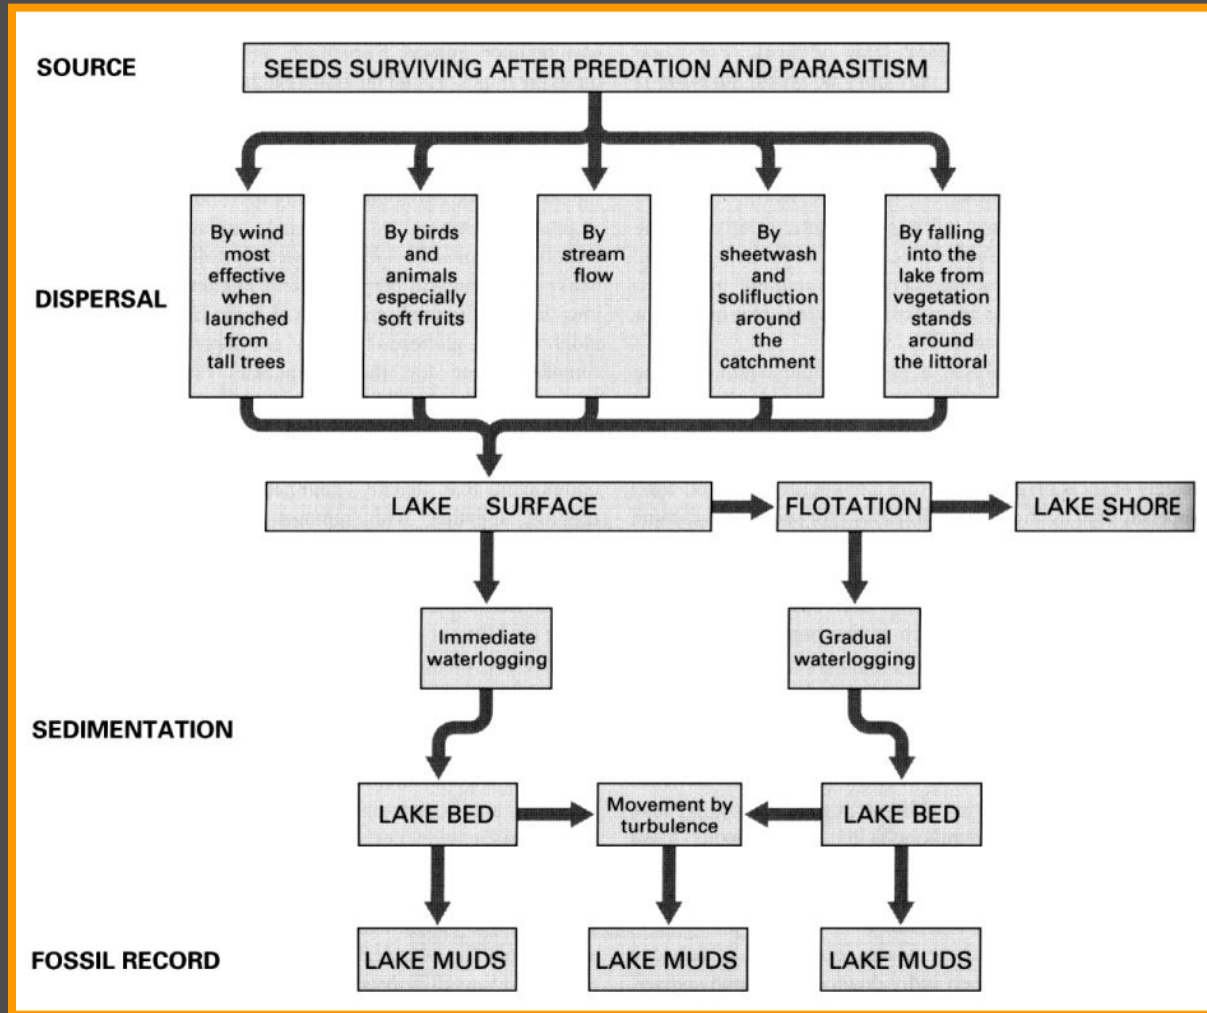 SOURCE
SEEDS SURVIVING AFTER PREDATION AND PARASITISM
DISPERSAL
By wind
most
effective
when
launched
from
tall trees
By birds
and
animals
especially
soft fruits
By
stream
flow
By
sheetwash
and
solifluction
around
the
catchment
By falling
into the
lake from
vegetation
stands
around
the littoral
LAKE SURFACE
FLOTATION
LAKE SHORE
Immediate
waterlogging
Gradual
waterlogging
SEDIMENTATION
LAKE BED
Movement by
turbulence
LAKE BED
FOSSIL RECORD
LAKE MUDS
LAKE MUDS
LAKE MUDS